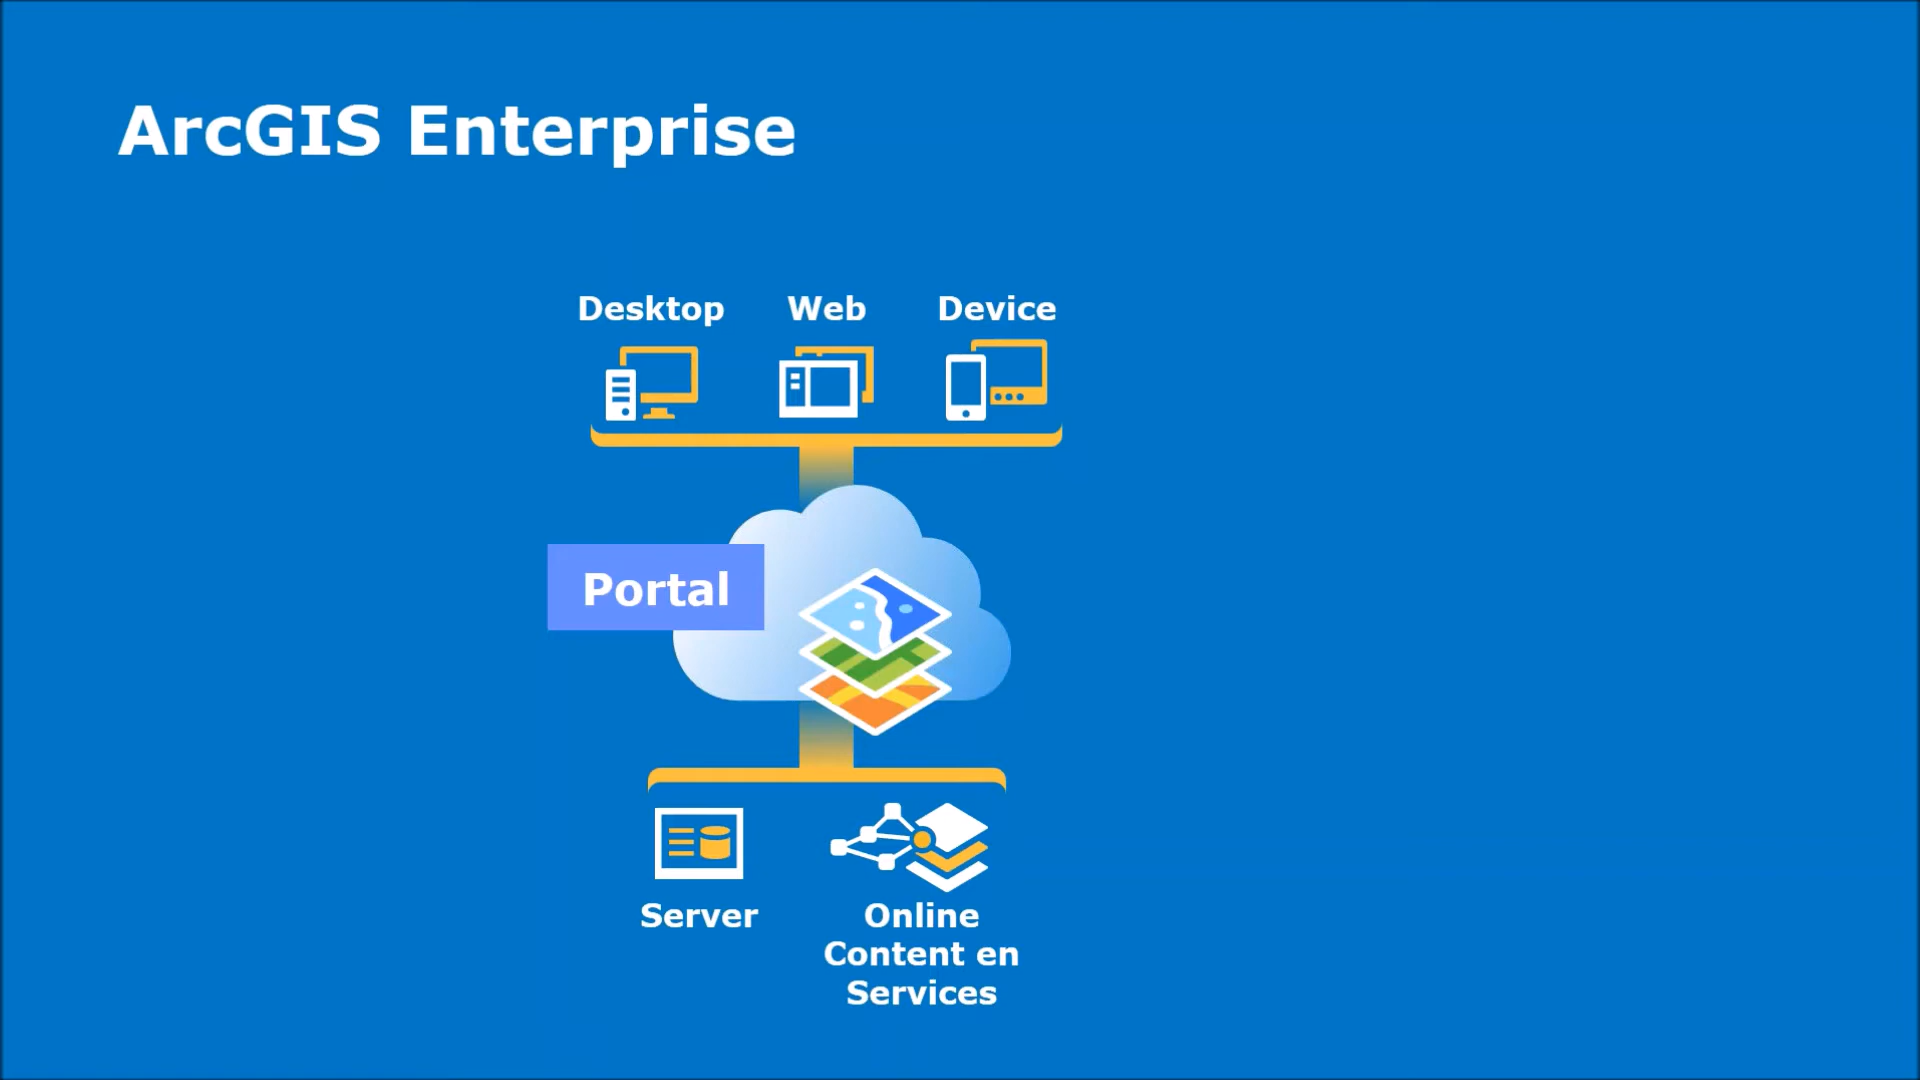 ArcGIS Enterprise
Desktop
Web
Device
Portal
Server
Online
Content en
Services